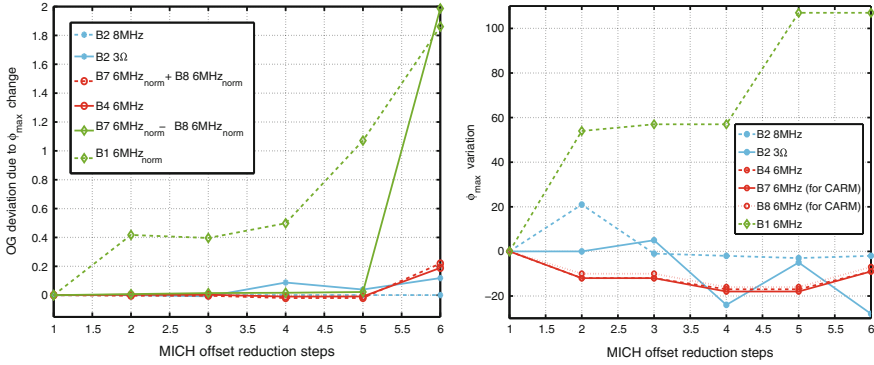 OG deviation due to ϕmax change
2
1.8
1.6
1.4
1.2
1
0.8
0.6
0.4
0.2
0
B2 8MHz
B2 3Ω
B7 6MHznorm + B8 6MHznorm
B4 6MHz
B7 6MHznorm − B8 6MHznorm
B1 6MHznorm
1 1.5 2 2.5 3 3.5 4 4.5 5 5.5 6
MICH offset reduction steps
ϕmax variation
100
80
60
40
20
0
−20
B2 8MHz
B2 3Ω
B4 6MHz
B7 6MHz (for CARM)
B8 6MHz (for CARM)
B1 6MHz
1 1.5 2 2.5 3 3.5 4 4.5 5 5.5 6
MICH offset reduction steps